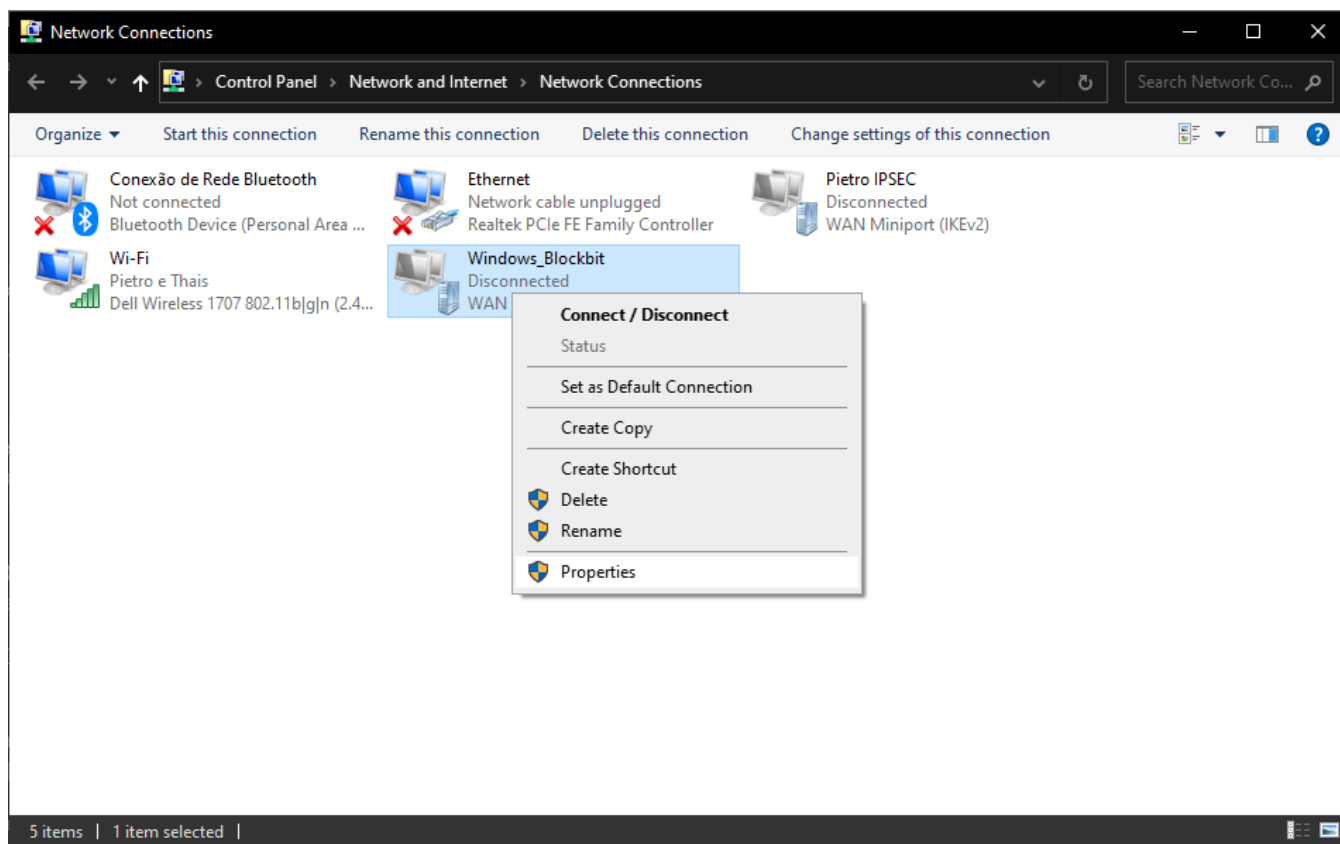 Network Connections
Control Panel > Network and Internet > Network Connections
Search Network Co...
Organize Start this connection Rename this connection Delete this connection Change settings of this connection
Conexão de Rede Bluetooth
Not connected
Bluetooth Device (Personal Area ...
Ethernet
Network cable unplugged
Realtek PCIe FE Family Controller
Pietro IPSEC
Disconnected
WAN Miniport (IKEv2)
Wi-Fi
Pietro e Thais
Dell Wireless 1707 802.11b|g|n (2.4...
Windows_Blockbit
Disconnected
WAN
Connect / Disconnect
Status
Set as Default Connection
Create Copy
Create Shortcut
Delete
Rename
Properties
5 items | 1 item selected |